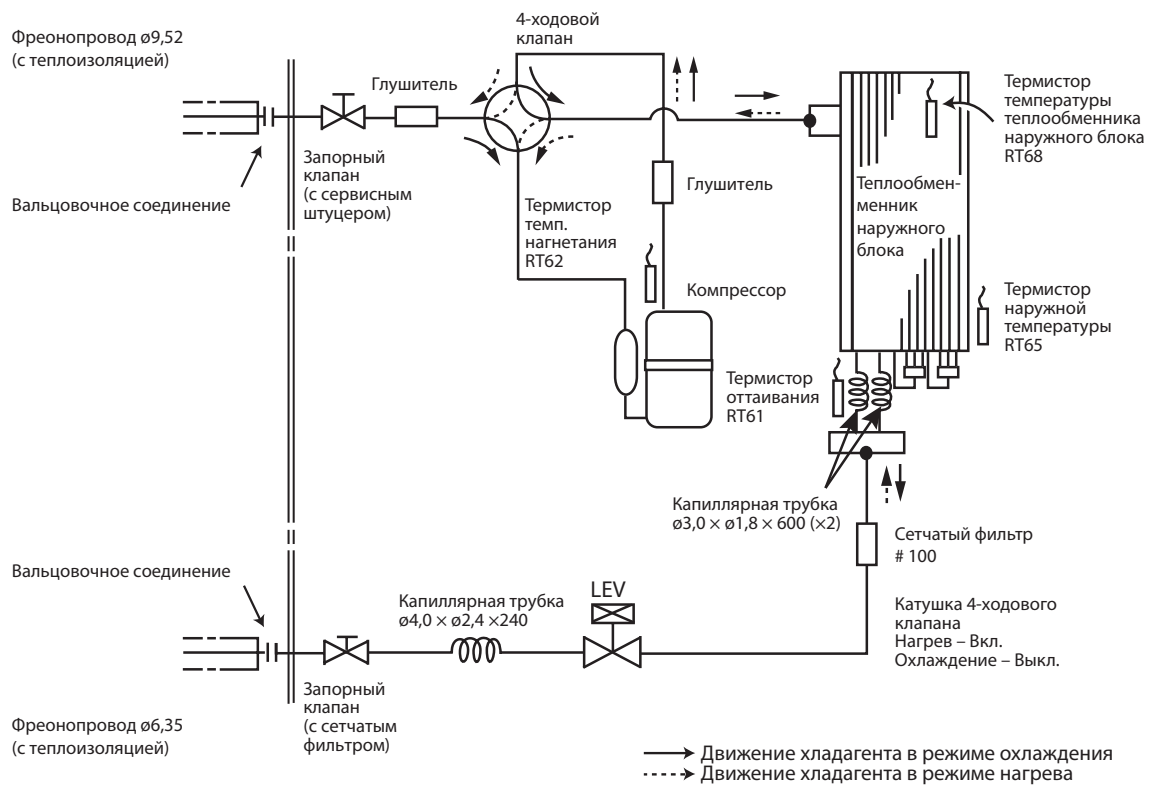 4-ходовой
клапан
Фреонопровод ø9,52
(с теплоизоляцией)
Глушитель
Термистор
температуры
теплообменника
наружного блока
RT68
Запорный
клапан
(с сервисным
штуцером)
Вальцовочное соединение
Глушитель
Теплообмен-
менник
наружного
блока
Термистор
темп.
нагнетания
RT62
Компрессор
Термистор
наружной
температуры
RT65
Термистор
оттаивания
RT61
Капиллярная трубка
ø3,0 × ø1,8 × 600 (×2)
Сетчатый фильтр
# 100
Вальцовочное соединение
Капиллярная трубка
ø4,0 × ø2,4 ×240
LEV
Катушка 4-ходового
клапана
Нагрев – Вкл.
Охлаждение – Выкл.
Запорный
клапан
(с сетчатым
фильтром)
Фреонопровод ø6,35
(с теплоизоляцией)
Движение хладагента в режиме охлаждения
Движение хладагента в режиме нагрева